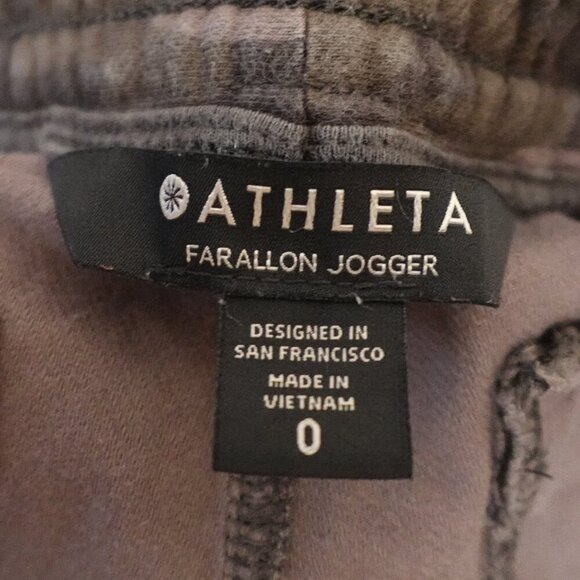 ATHLETA
FARALLON JOGGER
DESIGNED IN
SAN FRANCISCO
MADE IN
VIETNAM
0